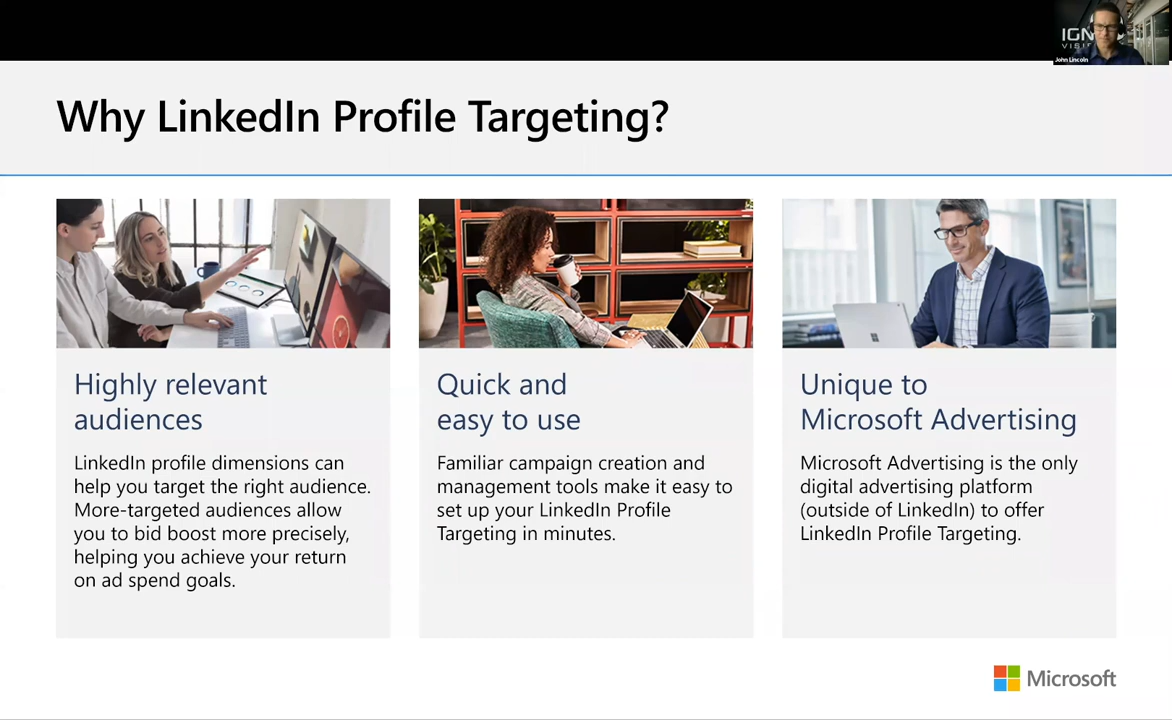 IGN
VISI
John Lincoln
Why LinkedIn Profile Targeting?
Highly relevant
audiences
LinkedIn profile dimensions can
help you target the right audience.
More-targeted audiences allow
you to bid boost more precisely,
helping you achieve your return
on ad spend goals.
Quick and
easy to use
Familiar campaign creation and
management tools make it easy to
set up your LinkedIn Profile
Targeting in minutes.
Unique to
Microsoft Advertising
Microsoft Advertising is the only
digital advertising platform
(outside of LinkedIn) to offer
LinkedIn Profile Targeting.
Microsoft